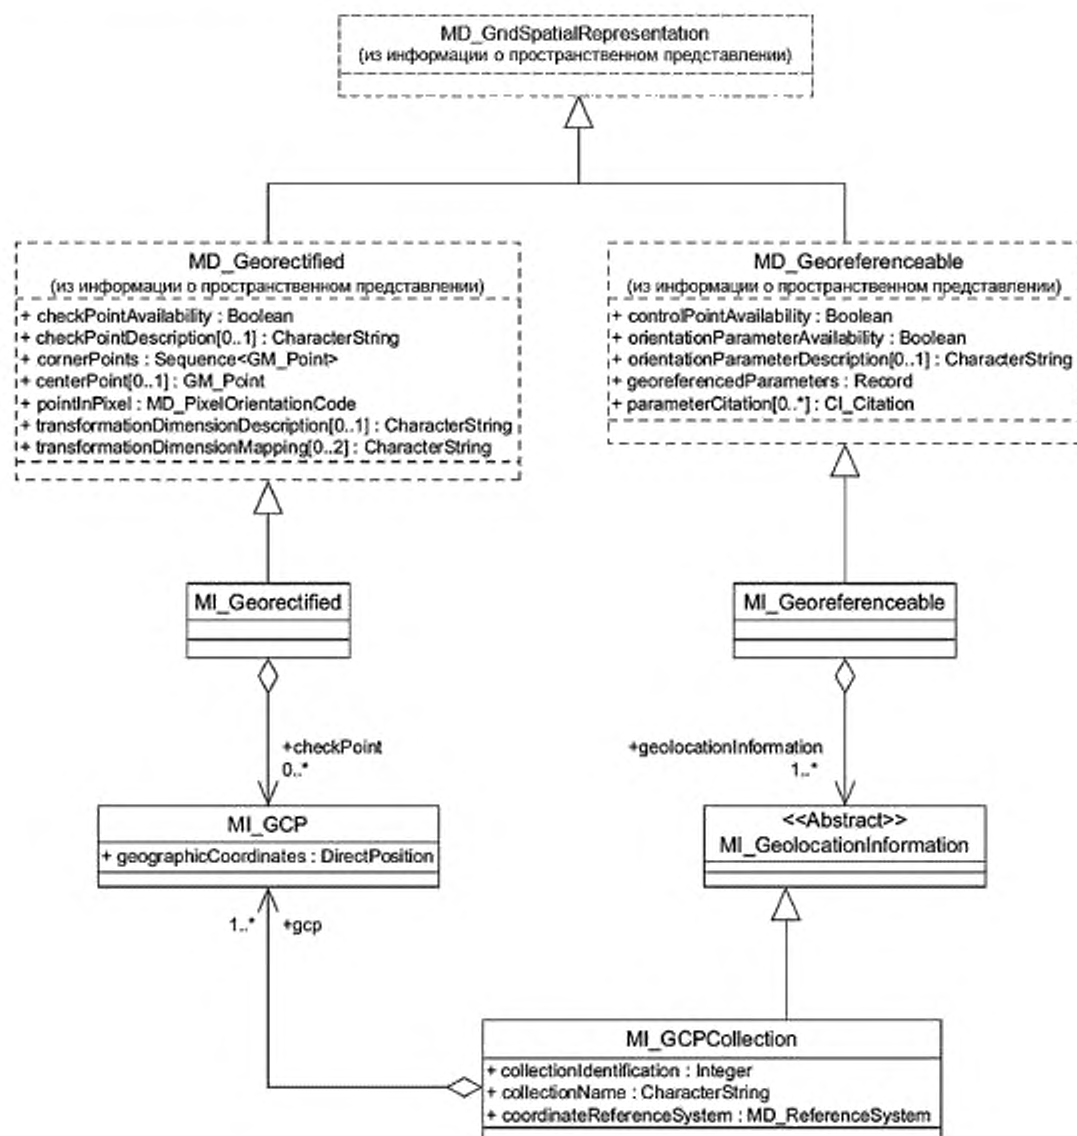 MD_GridSpatialRepresentation
(из информации о пространственном представлении)
MD_Georectified
(из информации о пространственном представлении)
+ checkPointAvailability : Boolean
+ checkPointDescription[0..1] : CharacterString
+ cornerPoints : Sequence<GM_Point>
+ centerPoint[0..1] : GM_Point
+ pointInPixel : MD_PixelOrientationCode
+ transformationDimensionDescription[0..1] : CharacterString
+ transformationDimensionMapping[0..2] : CharacterString
MD_Georeferenceable
(из информации о пространственном представлении)
+ controlPointAvailability : Boolean
+ orientationParameterAvailability : Boolean
+ orientationParameterDescription[0..1] : CharacterString
+ georeferencedParameters : Record
+ parameterCitation[0..*] : CI_Citation
MI_Georectified
MI_Georeferenceable
+checkPoint
0..*
+geolocationInformation
1..*
MI_GCP
+ geographicCoordinates : DirectPosition
<<Abstract>>
MI_GeolocationInformation
1..* +gcp
MI_GCPCollection
+ collectionIdentification : Integer
+ collectionName : CharacterString
+ coordinateReferenceSystem : MD_ReferenceSystem